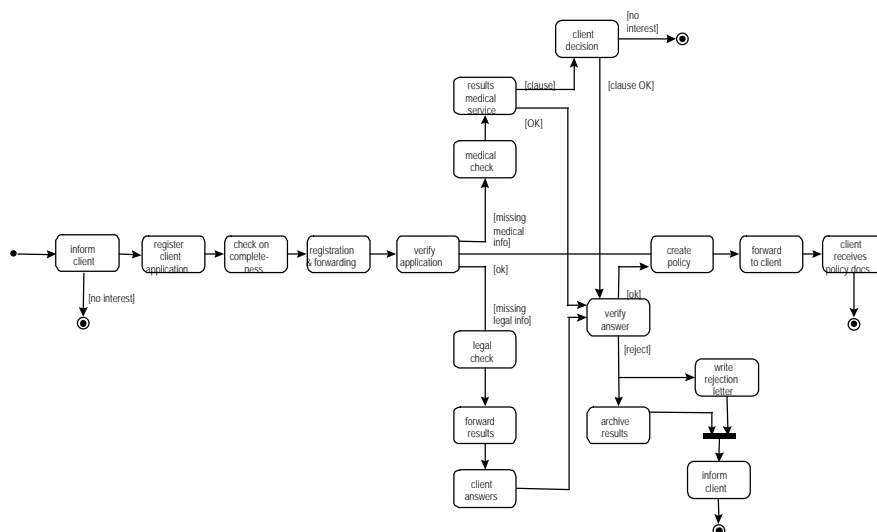 [no
interest]
client
decision
results
medical
service
[clause]
[clause OK]
[OK]
medical
check
[missing
medical
info]
inform
client
register
client
application
check on
complete-
ness
registration
& forwarding
verify
application
create
policy
forward
to client
client
receives
policy docs
[ok]
[no interest]
[missing
legal info]
[ok]
verify
answer
legal
check
[reject]
write
rejection
letter
forward
results
archive
results
client
answers
inform
client